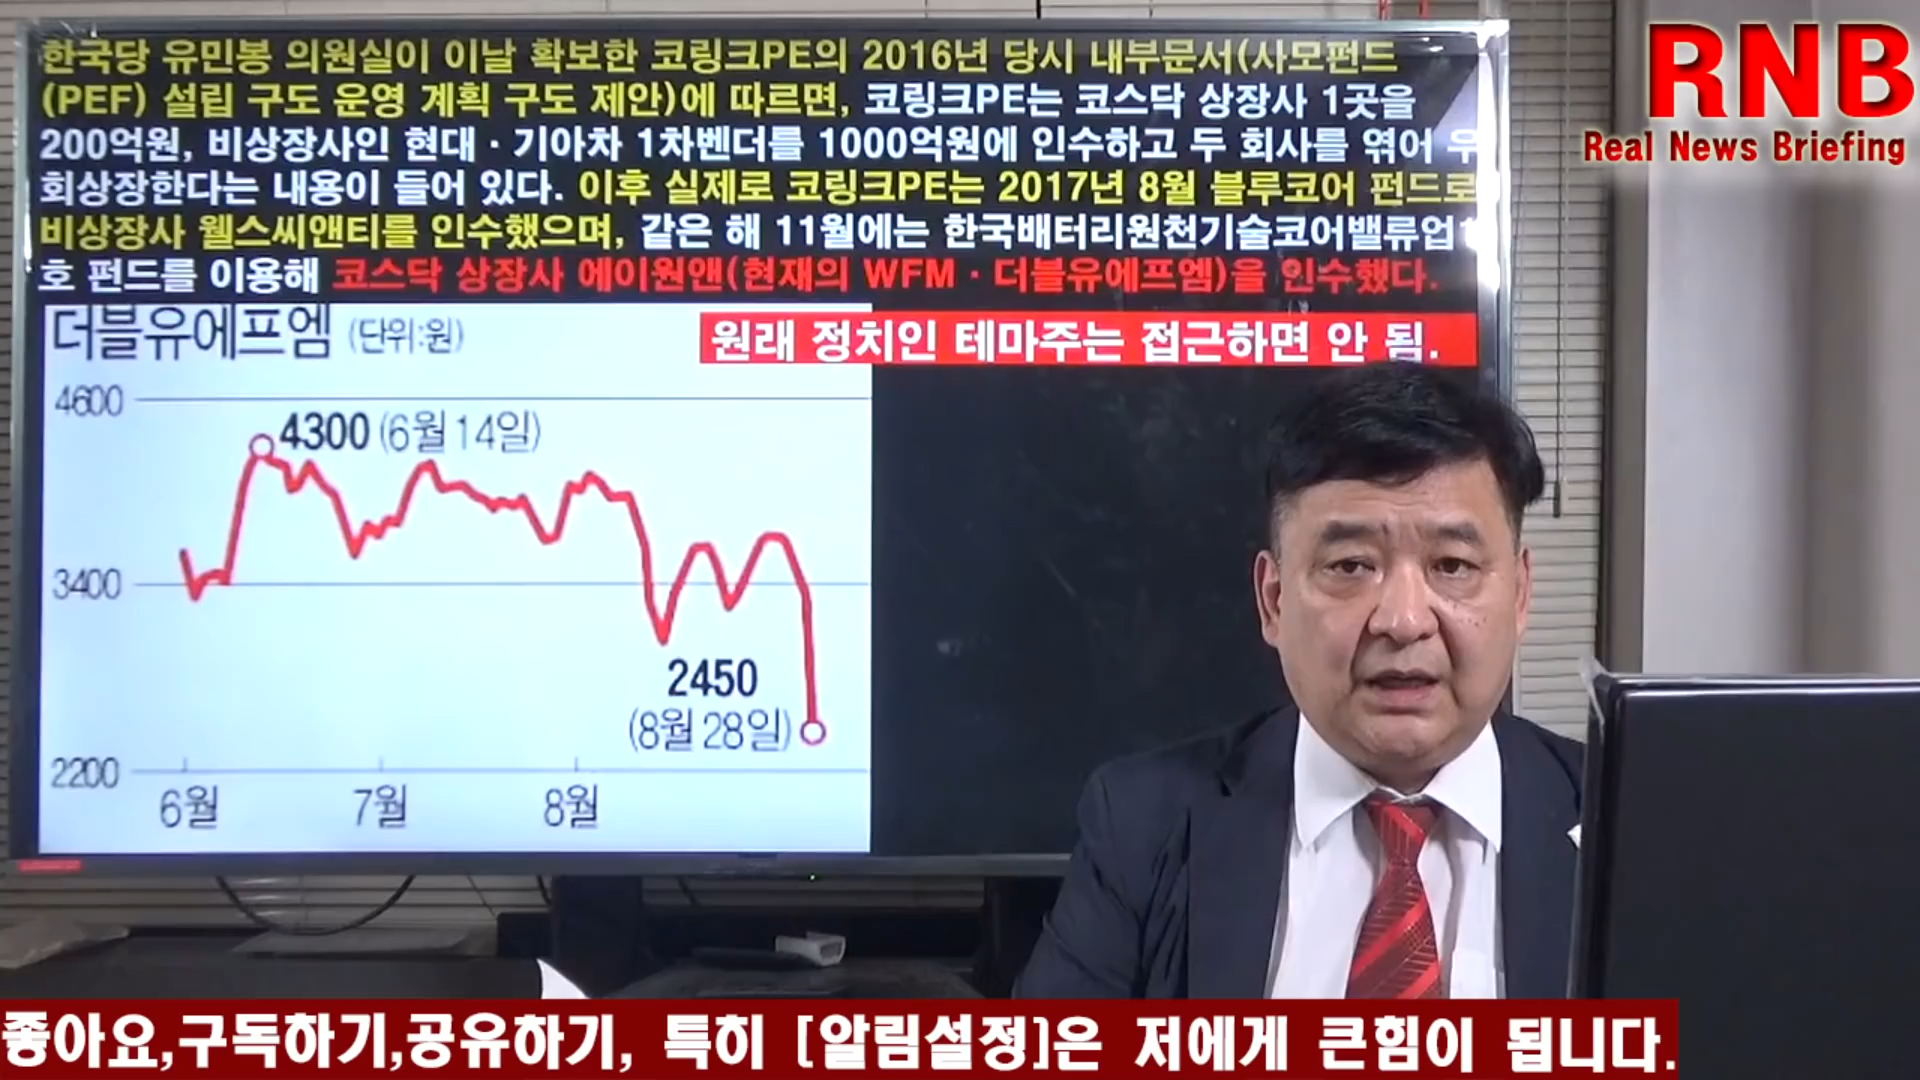 한국당 유민봉 의원실이 이날 확보한 코링크PE의 2016년 당시 내부문서(사모펀드
(PEF) 설립 구도 운영 계획 구도 제안)에 따르면, 코링크PE는 코스닥 상장사 1곳을
200억원, 비상장사인 현대·기아차 1차벤더를 1000억원에 인수하고 두 회사를 엮어 우
회상장한다는 내용이 들어 있다. 이후 실제로 코링크PE는 2017년 8월 블루코어 펀드로
비상장사 웰스씨앤티를 인수했으며, 같은 해 11월에는 한국배터리원천기술코어밸류업1
호 펀드를 이용해 코스닥 상장사 에이원앤(현재의 WFM·더블유에프엠)을 인수했다.
RNB
Real News Briefing
더블유에프엠 (단위:원)
원래 정치인 테마주는 접근하면 안 됨.
4600
4300 (6월 14일)
3400
2450
(8월 28일)
2200
6월 7월 8월
좋아요,구독하기,공유하기, 특히 [알림설정]은 저에게 큰힘이 됩니다.